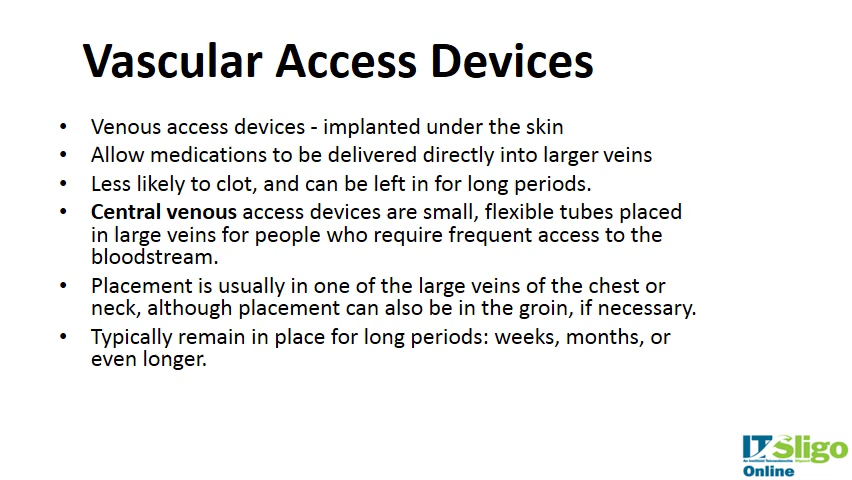 Vascular Access Devices
• Venous access devices - implanted under the skin
• Allow medications to be delivered directly into larger veins
• Less likely to clot, and can be left in for long periods.
• Central venous access devices are small, flexible tubes placed
in large veins for people who require frequent access to the
bloodstream.
• Placement is usually in one of the large veins of the chest or
neck, although placement can also be in the groin, if necessary.
• Typically remain in place for long periods: weeks, months, or
even longer.
IT Sligo
Online